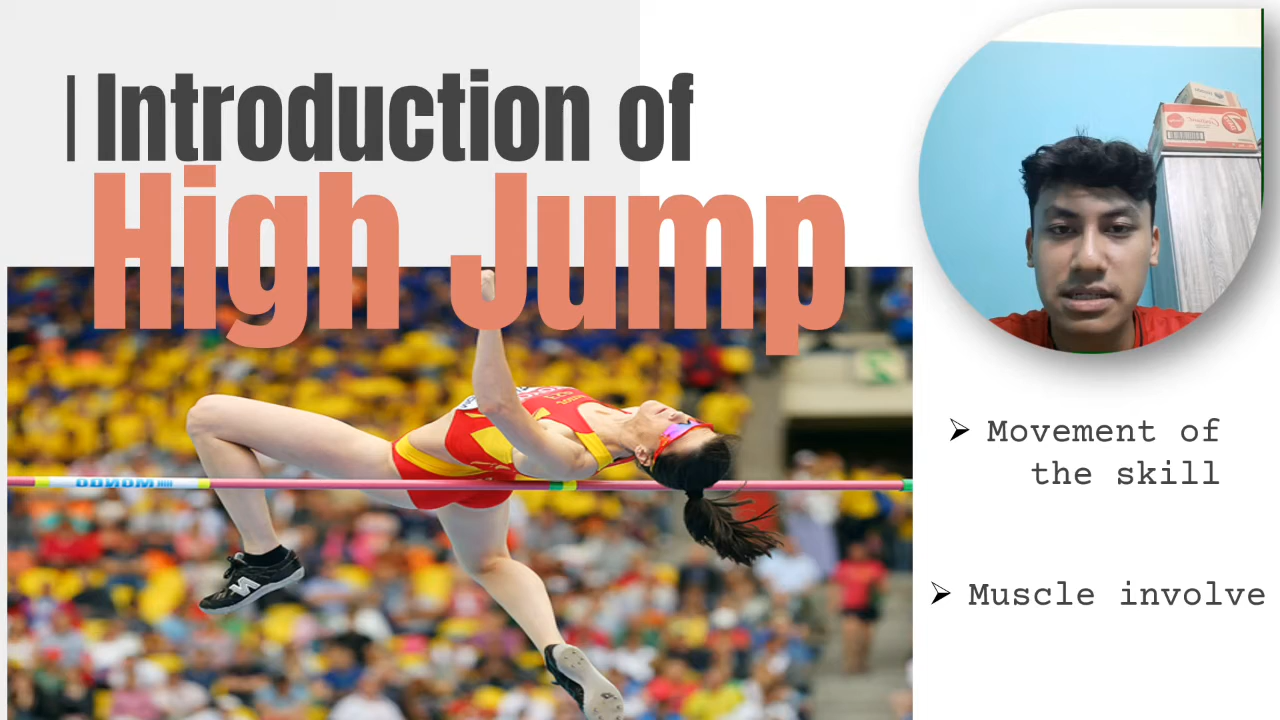 Introduction of
High Jump
Movement of
the skill
Muscle involve